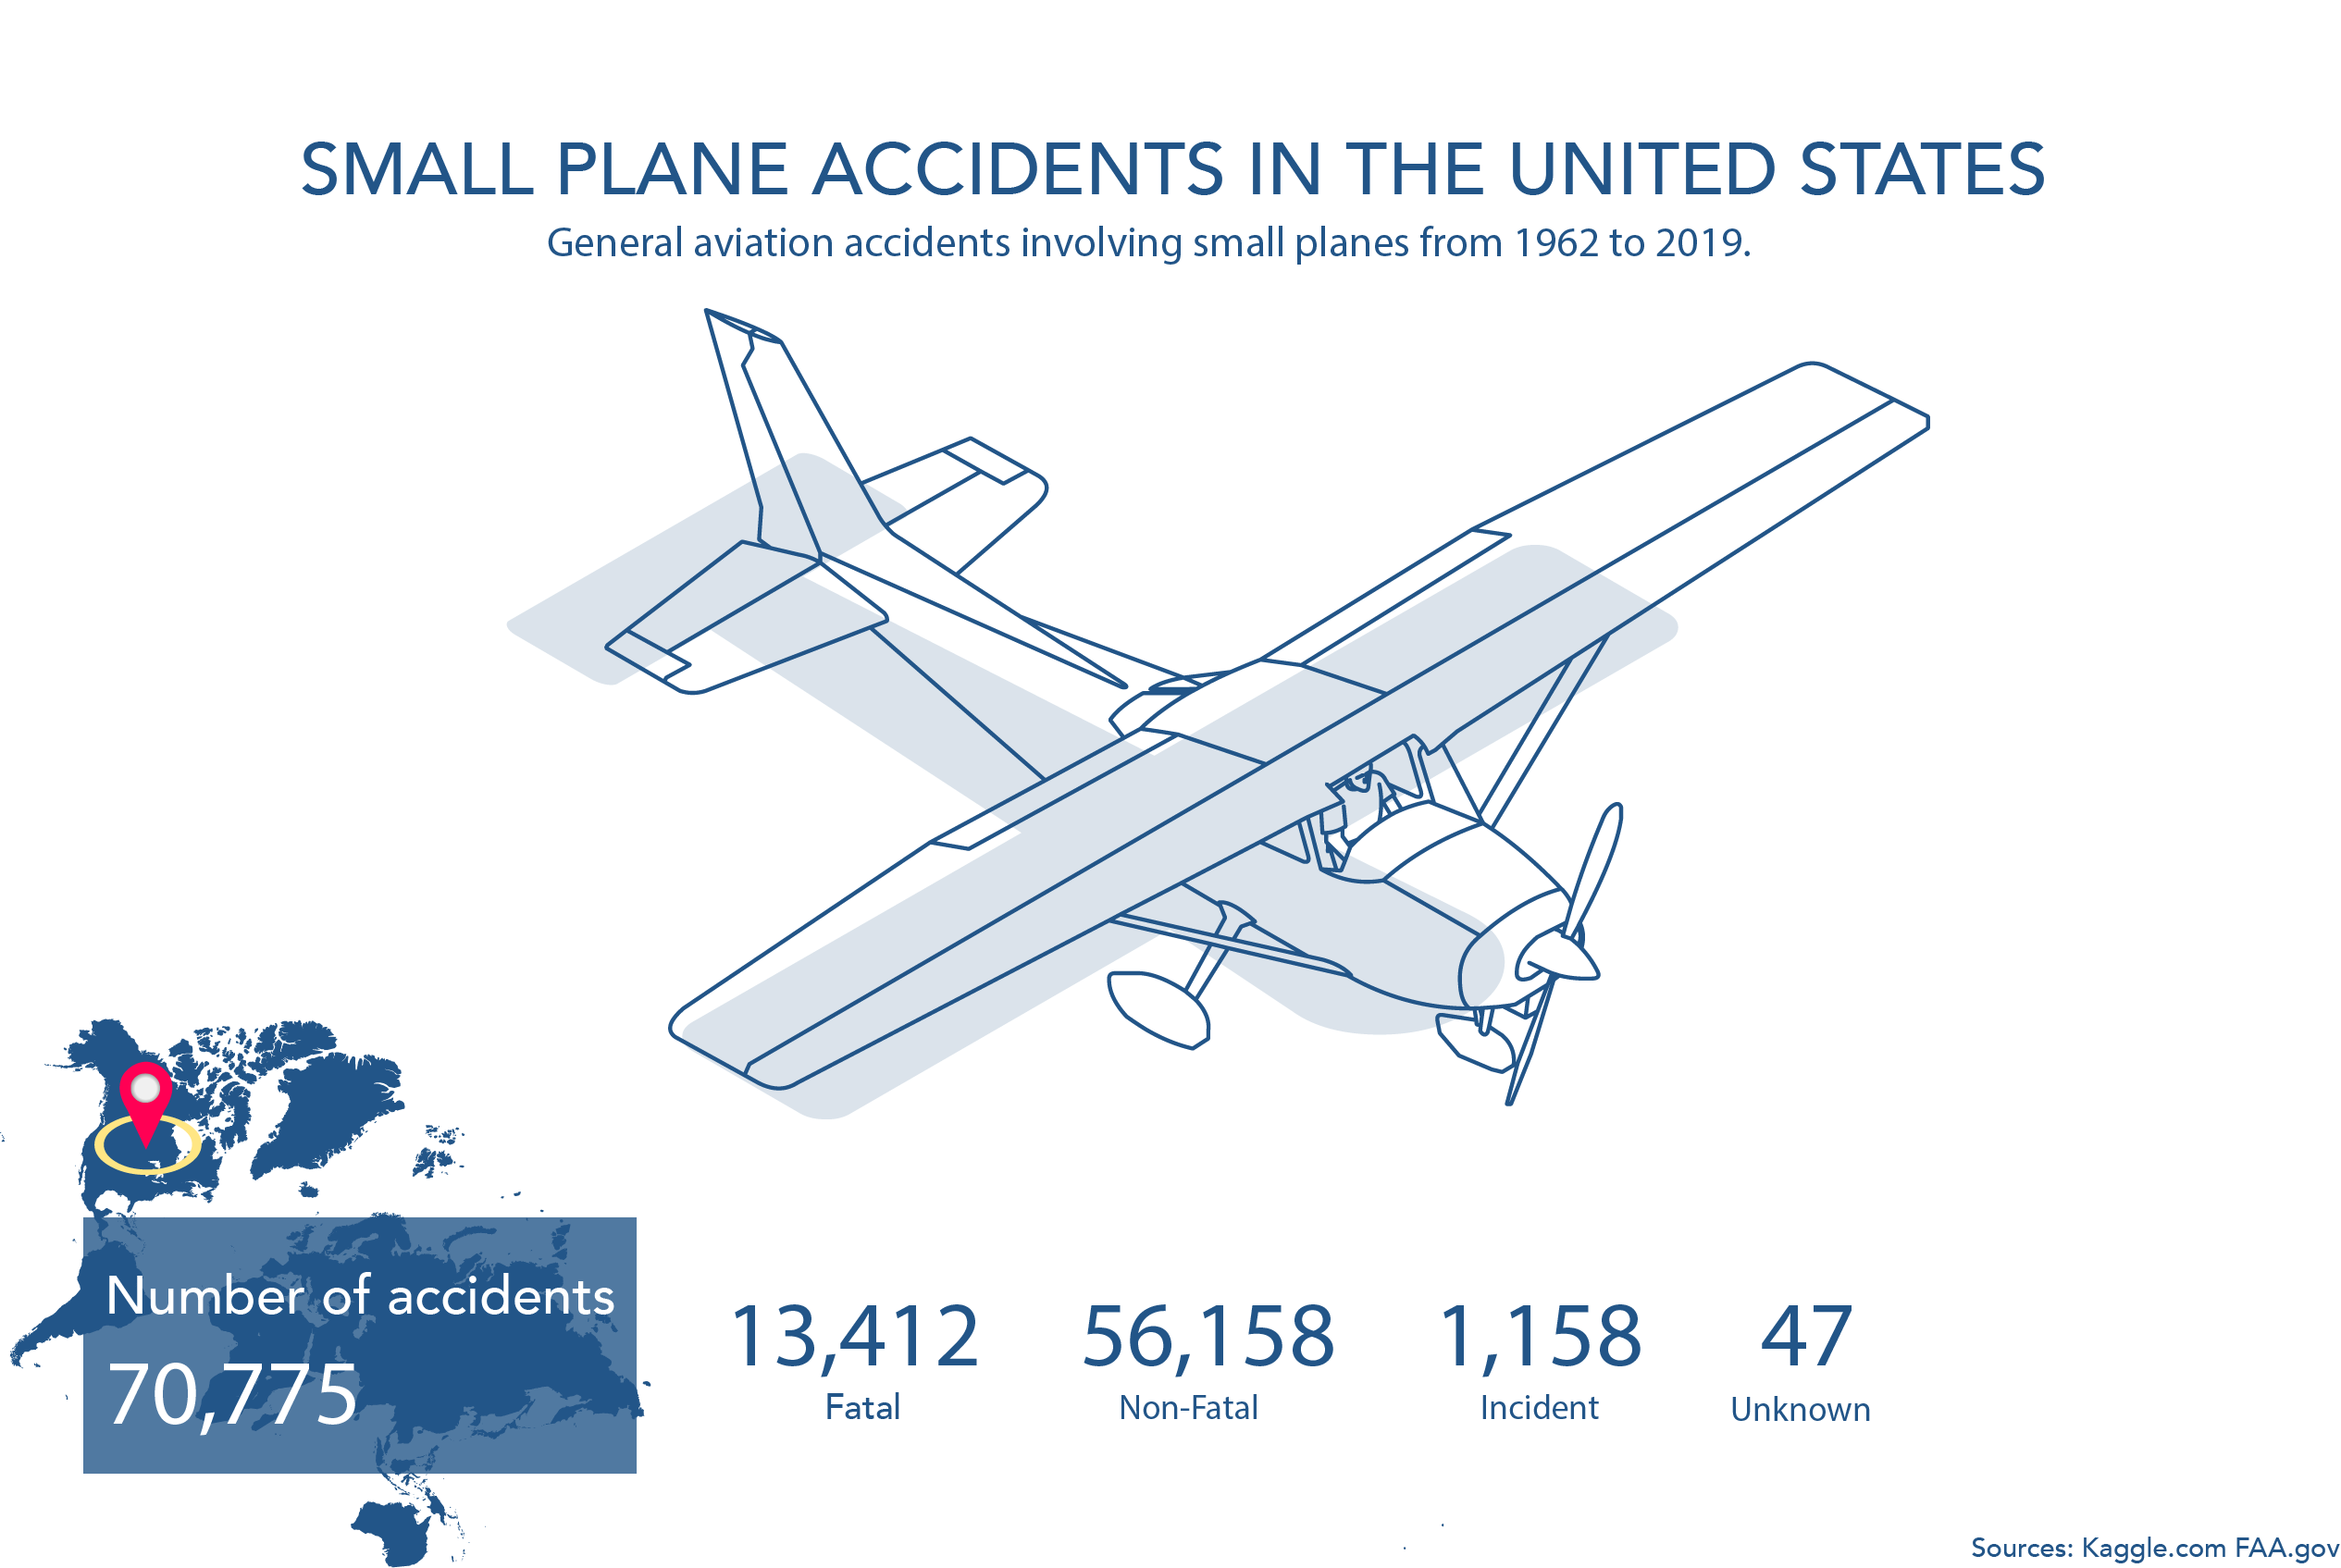 SMALL PLANE ACCIDENTS IN THE UNITED STATES
General aviation accidents involving small planes from 1962 to 2019.
Number of accidents
70,775
13,412
Fatal
56,158
Non-Fatal
1,158
Incident
47
Unknown
Sources: Kaggle.com FAA.gov